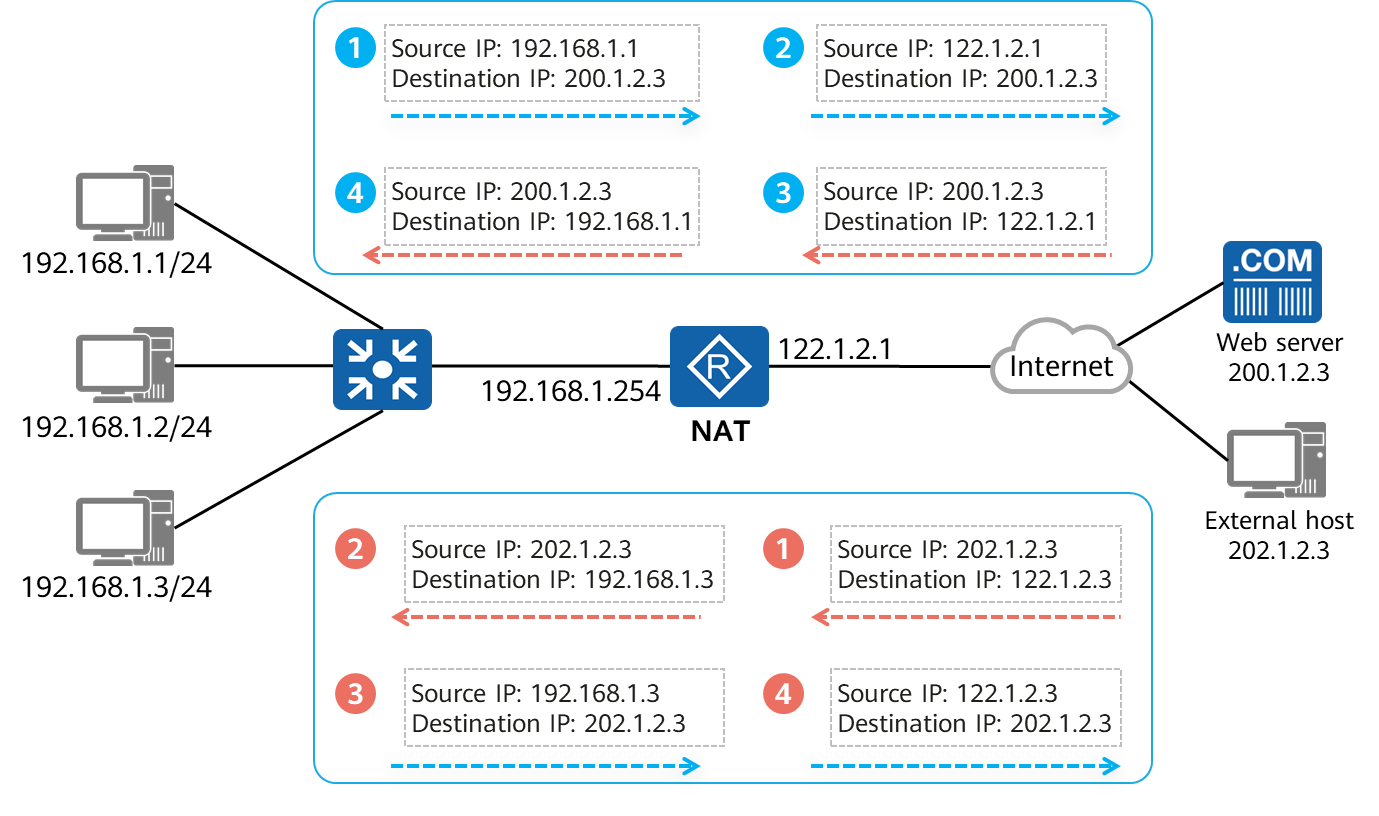 1
Source IP: 192.168.1.1
Destination IP: 200.1.2.3
2
Source IP: 122.1.2.1
Destination IP: 200.1.2.3
4
Source IP: 200.1.2.3
Destination IP: 192.168.1.1
3
Source IP: 200.1.2.3
Destination IP: 122.1.2.1
192.168.1.1/24
192.168.1.2/24
192.168.1.3/24
192.168.1.254
R
NAT
122.1.2.1
Internet
.COM
Web server
200.1.2.3
External host
202.1.2.3
2
Source IP: 202.1.2.3
Destination IP: 192.168.1.3
1
Source IP: 202.1.2.3
Destination IP: 122.1.2.3
3
Source IP: 192.168.1.3
Destination IP: 202.1.2.3
4
Source IP: 122.1.2.3
Destination IP: 202.1.2.3